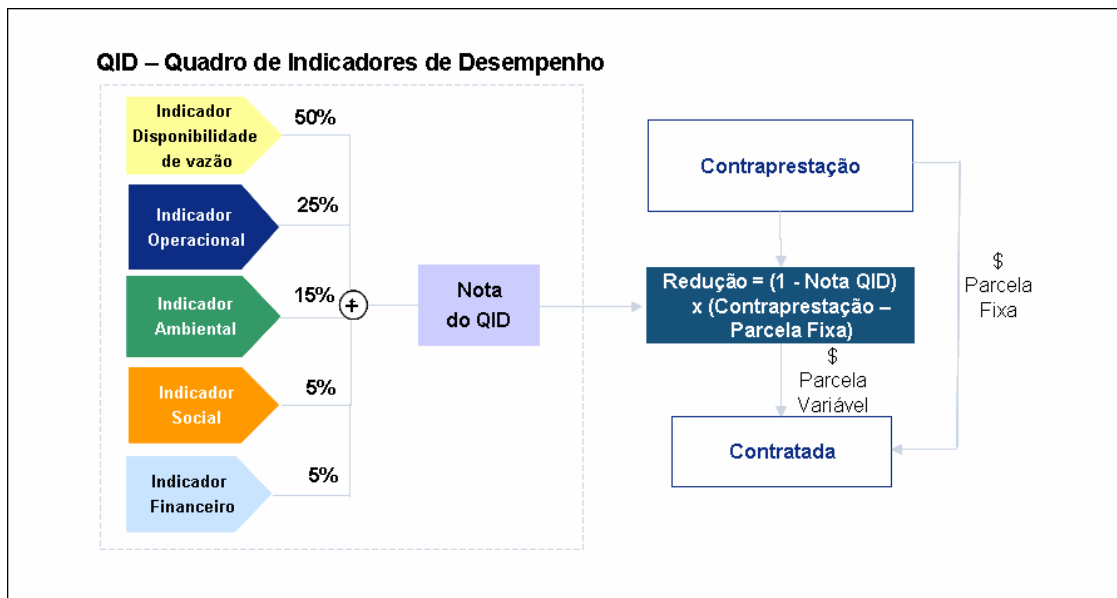 QID – Quadro de Indicadores de Desempenho
Indicador
Disponibilidade
de vazão
50%
Indicador
Operacional
25%
Indicador
Ambiental
15%
Indicador
Social
5%
Indicador
Financeiro
5%
+
Nota
do QID
Contraprestação
Redução = (1 - Nota QID)
x (Contraprestação –
Parcela Fixa)
$
Parcela
Fixa
$
Parcela
Variável
Contratada